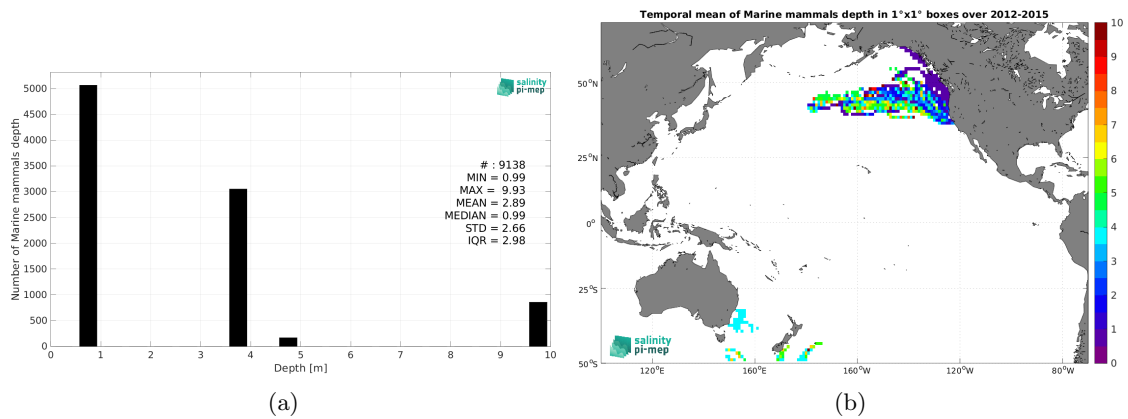 salinity
pi-mep
Number of Marine mammals depth
5000
4500
4000
3500
3000
2500
2000
1500
1000
500
0
# : 9138
MIN = 0.99
MAX = 9.93
MEAN = 2.89
MEDIAN = 0.99
STD = 2.66
IQR = 2.98
0 1 2 3 4 5 6 7 8 9 10
Depth [m]
(a)
Temporal mean of Marine mammals depth in 1°x1° boxes over 2012-2015
50°N
25°N
0°
25°S
50°S
120°E 160°E 160°W 120°W 80°W
salinity
pi-mep
10
9
8
7
6
5
4
3
2
1
0
(b)